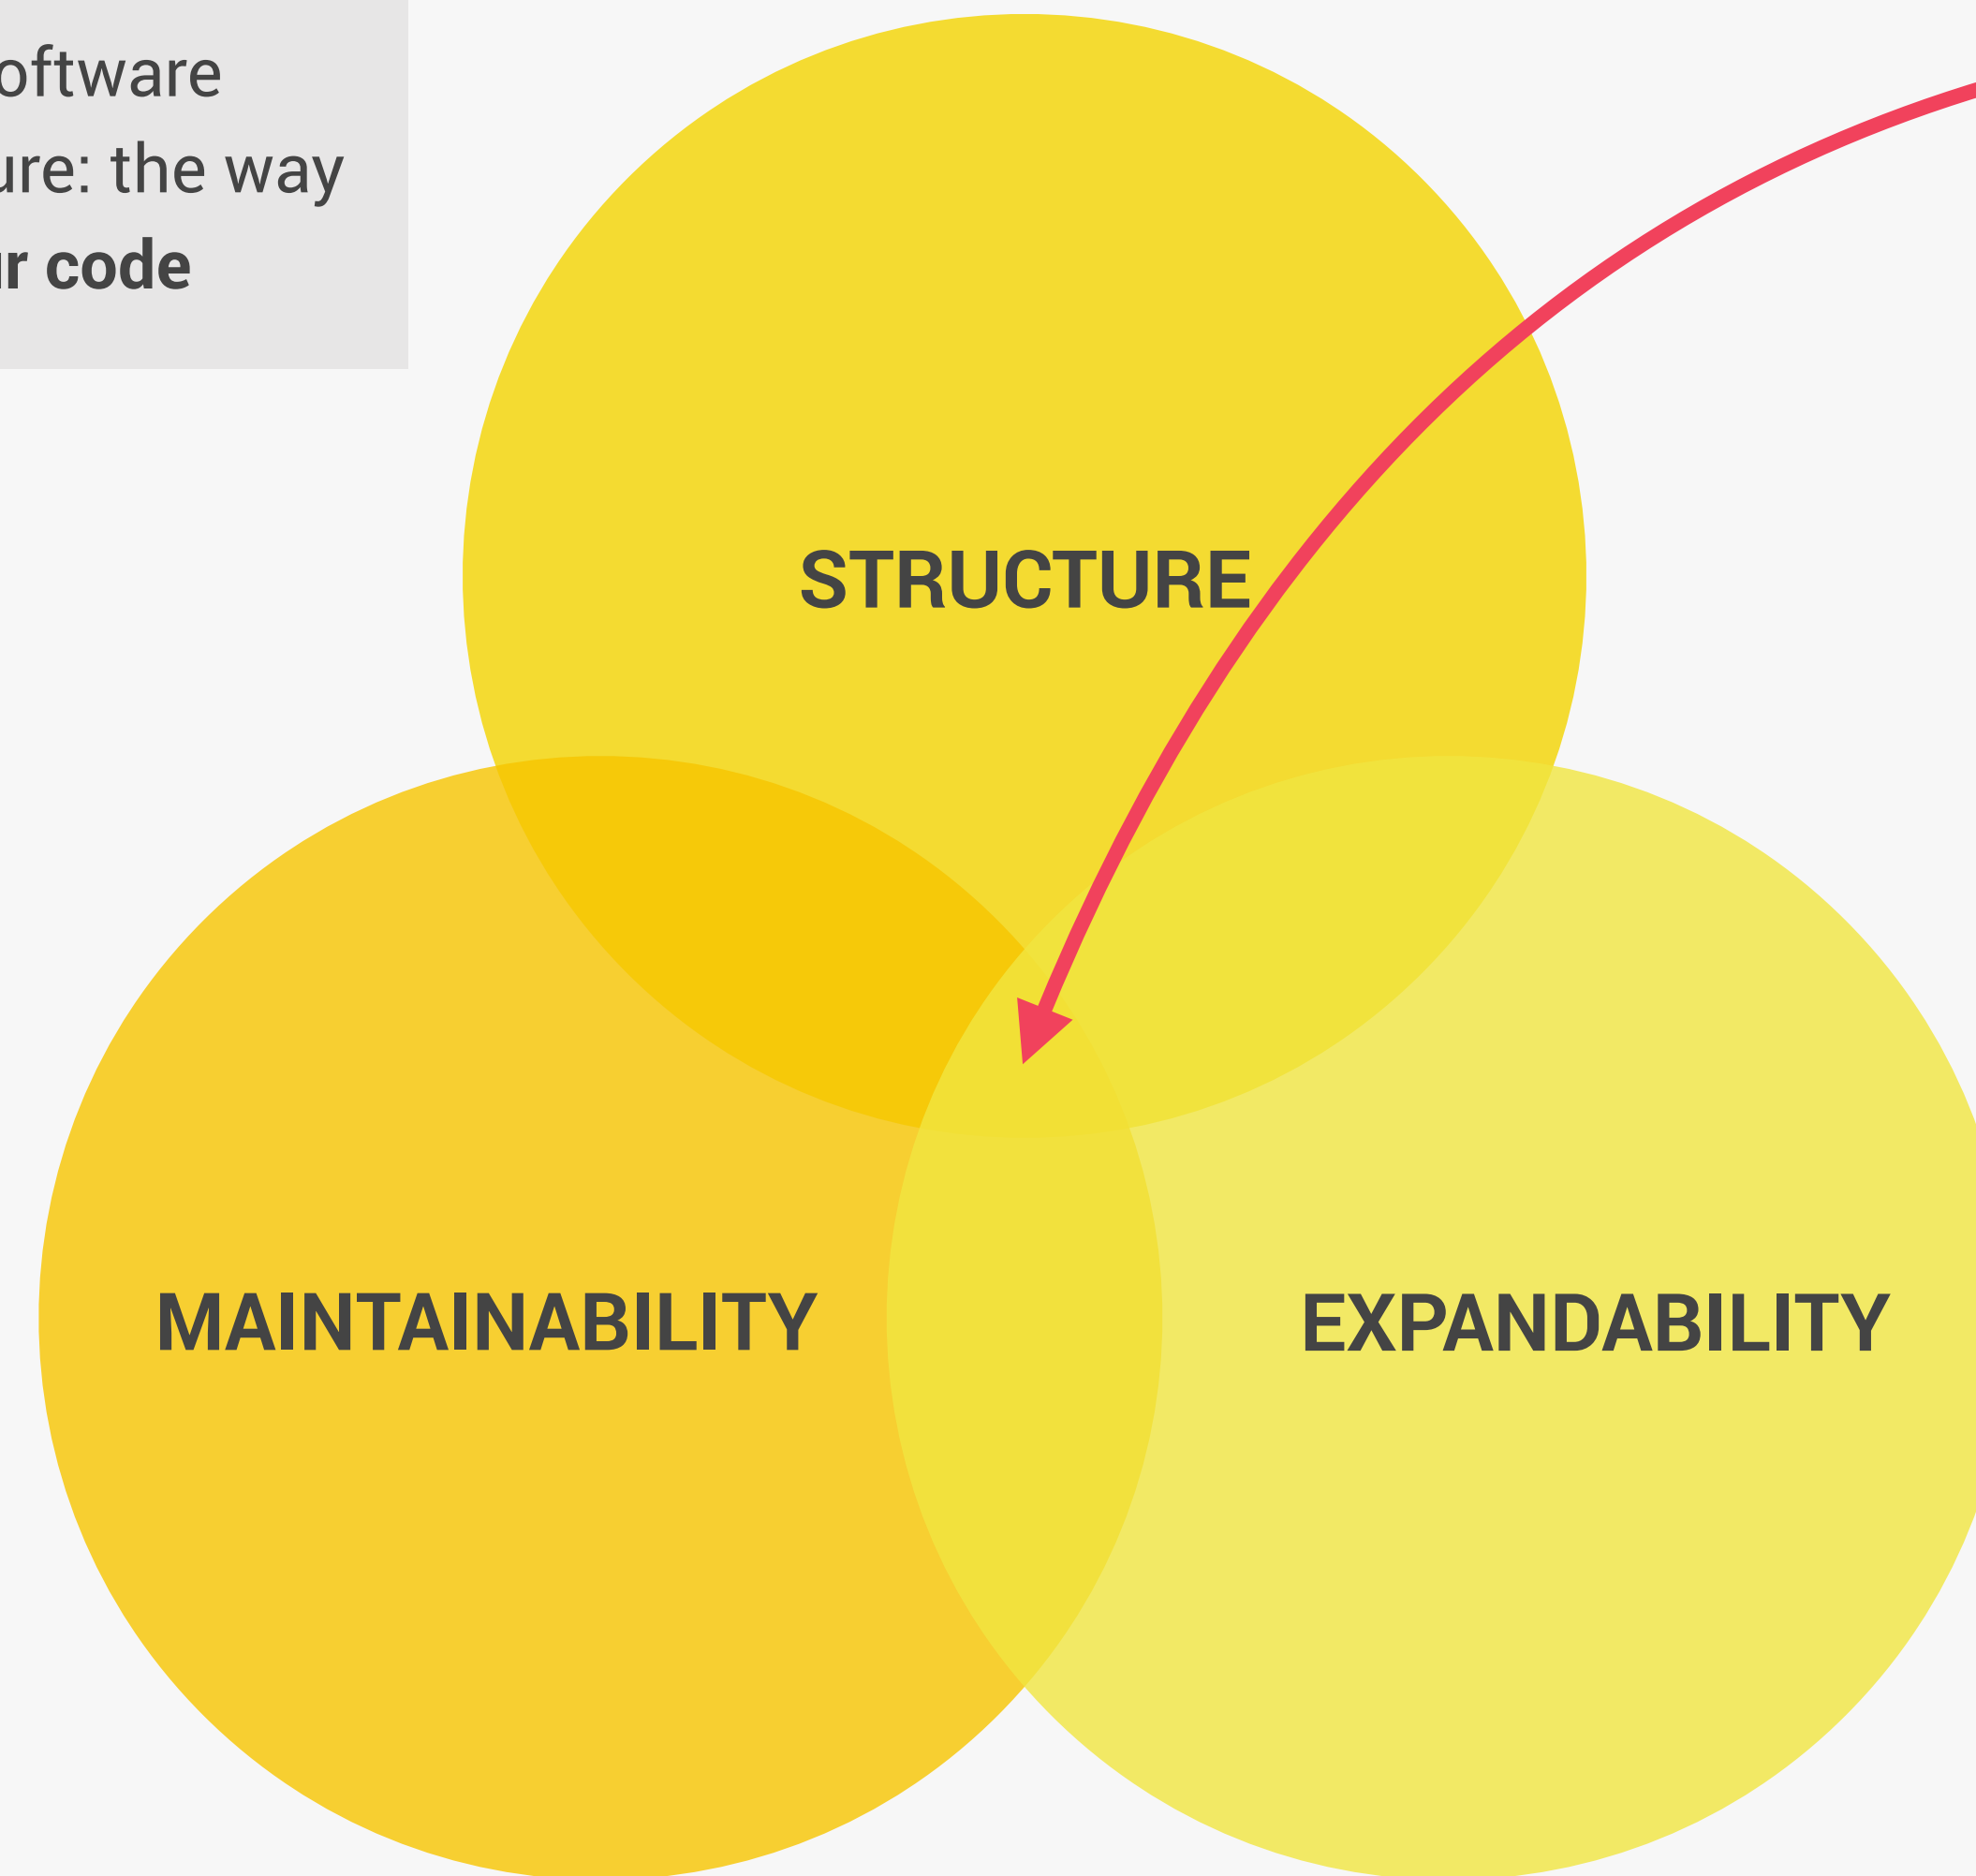 oftware
ure: the way
r code
STRUCTURE
MAINTAINABILITY
EXPANDABILITY